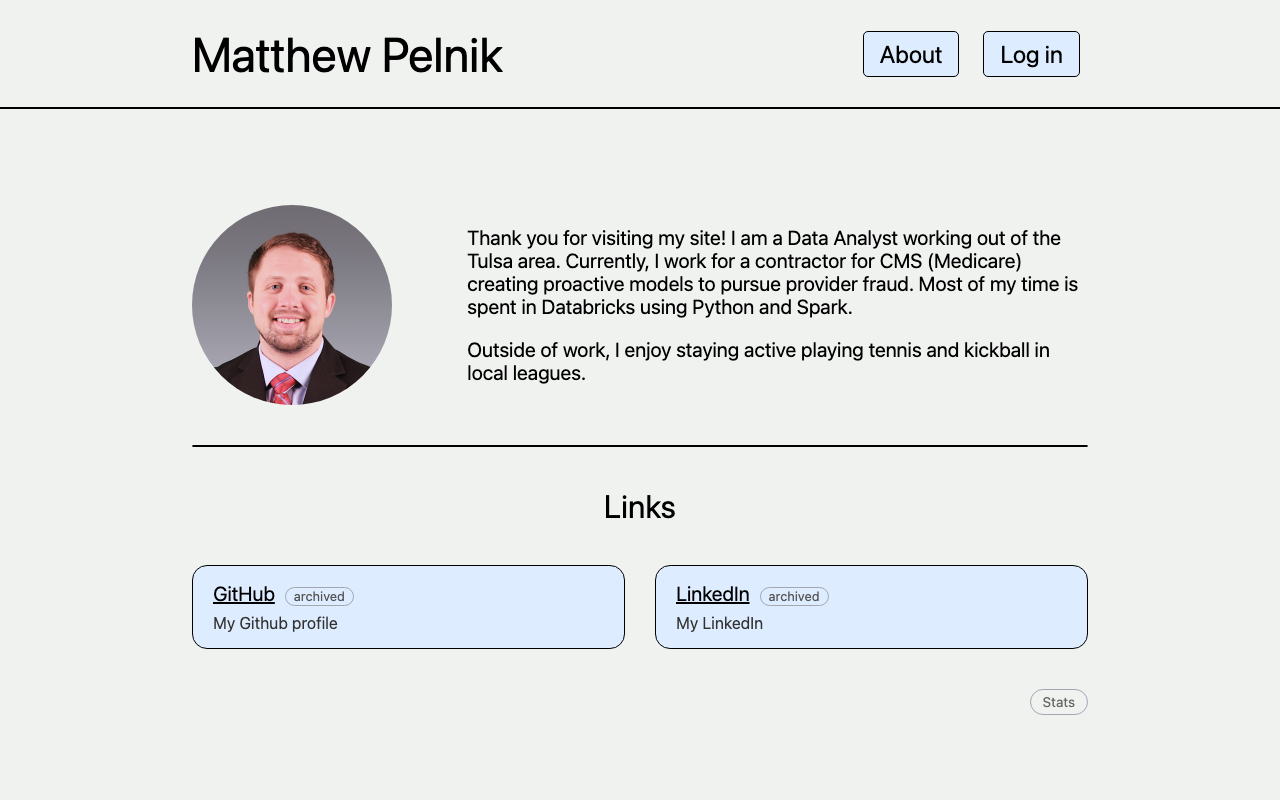 Matthew Pelnik
About
Log in
Thank you for visiting my site! I am a Data Analyst working out of the
Tulsa area. Currently, I work for a contractor for CMS (Medicare)
creating proactive models to pursue provider fraud. Most of my time is
spent in Databricks using Python and Spark.
Outside of work, I enjoy staying active playing tennis and kickball in
local leagues.
Links
GitHub archived
My Github profile
LinkedIn archived
My LinkedIn
Stats